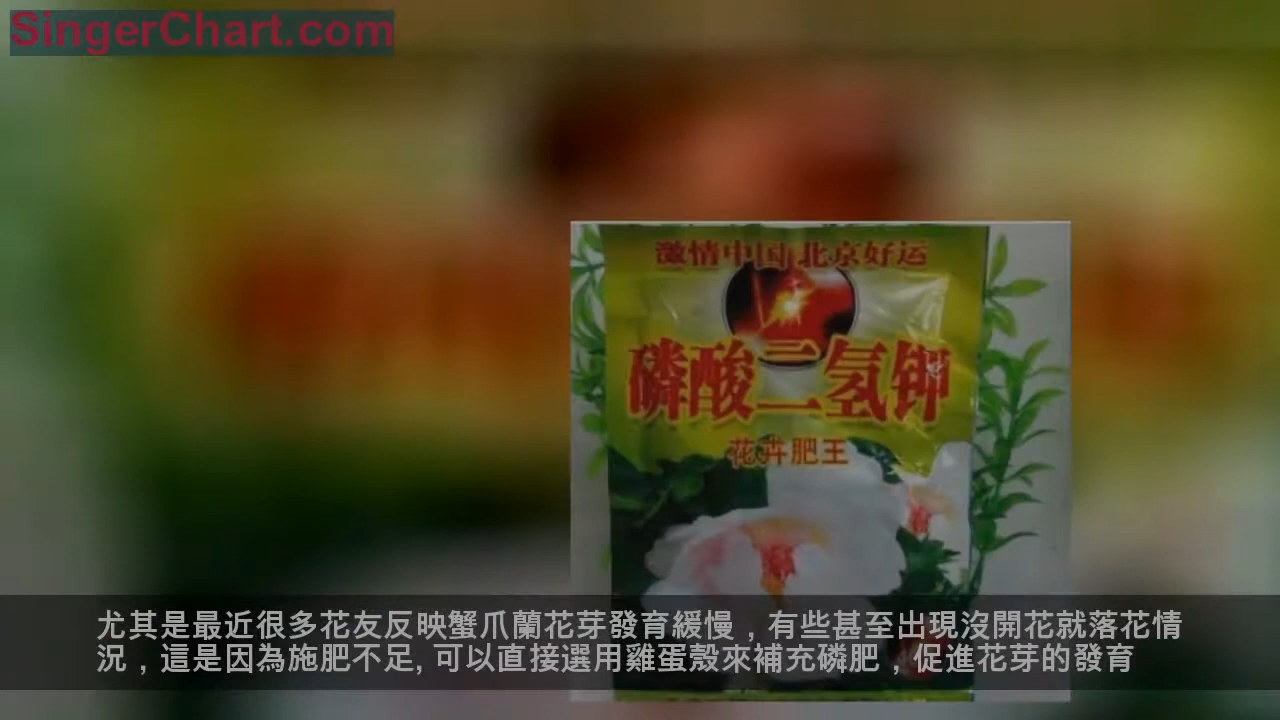 SingerChart.com
激情中国 北京好运
磷酸二氢钾
花卉肥王
尤其是最近很多花友反映蟹爪蘭花芽發育緩慢，有些甚至出現沒開花就落花情
況，這是因為施肥不足, 可以直接選用雞蛋殼來補充磷肥，促進花芽的發育